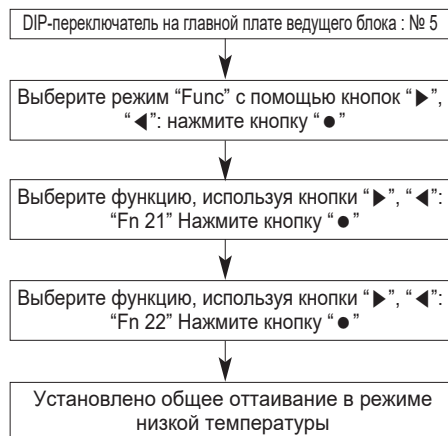 DIP-переключатель на главной плате ведущего блока : № 5
Выберите режим “Func” с помощью кнопок “▶”,
“◀”: нажмите кнопку “●”
Выберите функцию, используя кнопки “▶”, “◀”:
“Fn 21” Нажмите кнопку “●”
Выберите функцию, используя кнопки “▶”, “◀”:
“Fn 22” Нажмите кнопку “●”
Установлено общее оттаивание в режиме
низкой температуры